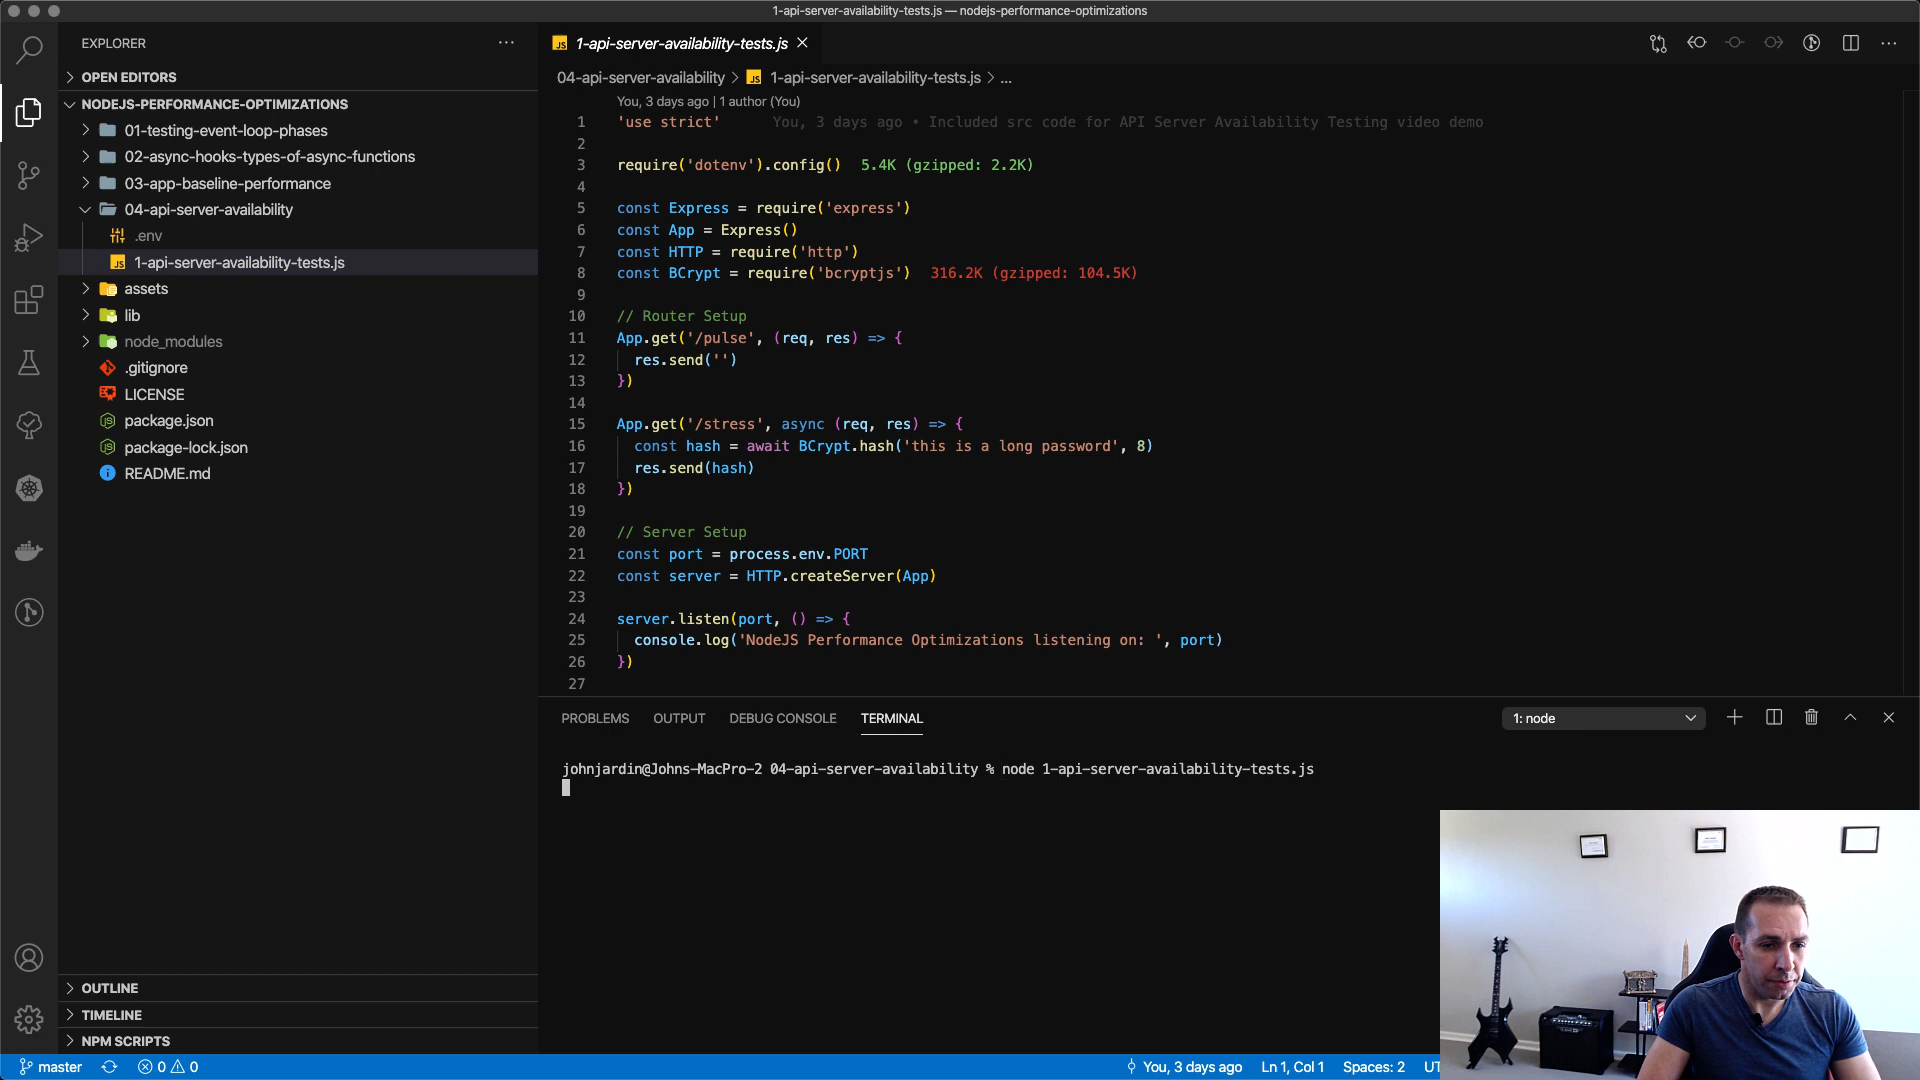 1-api-server-availability-tests.js — nodejs-performance-optimizations
EXPLORER
OPEN EDITORS
NODEJS-PERFORMANCE-OPTIMIZATIONS
01-testing-event-loop-phases
02-async-hooks-types-of-async-functions
03-app-baseline-performance
04-api-server-availability
.env
JS 1-api-server-availability-tests.js
assets
lib
node_modules
.gitignore
LICENSE
package.json
package-lock.json
README.md
OUTLINE
TIMELINE
NPM SCRIPTS
JS 1-api-server-availability-tests.js
04-api-server-availability > JS 1-api-server-availability-tests.js > ...
You, 3 days ago | 1 author (You)
1 'use strict' You, 3 days ago • Included src code for API Server Availability Testing video demo
2
3 require('dotenv').config() 5.4K (gzipped: 2.2K)
4
5 const Express = require('express')
6 const App = Express()
7 const HTTP = require('http')
8 const BCrypt = require('bcryptjs') 316.2K (gzipped: 104.5K)
9
10 // Router Setup
11 App.get('/pulse', (req, res) => {
12 res.send('')
13 })
14
15 App.get('/stress', async (req, res) => {
16 const hash = await BCrypt.hash('this is a long password', 8)
17 res.send(hash)
18 })
19
20 // Server Setup
21 const port = process.env.PORT
22 const server = HTTP.createServer(App)
23
24 server.listen(port, () => {
25 console.log('NodeJS Performance Optimizations listening on: ', port)
26 })
27
PROBLEMS OUTPUT DEBUG CONSOLE TERMINAL 1: node
johnjardin@Johns-MacPro-2 04-api-server-availability % node 1-api-server-availability-tests.js
master 0 0 You, 3 days ago Ln 1, Col 1 Spaces: 2 UT